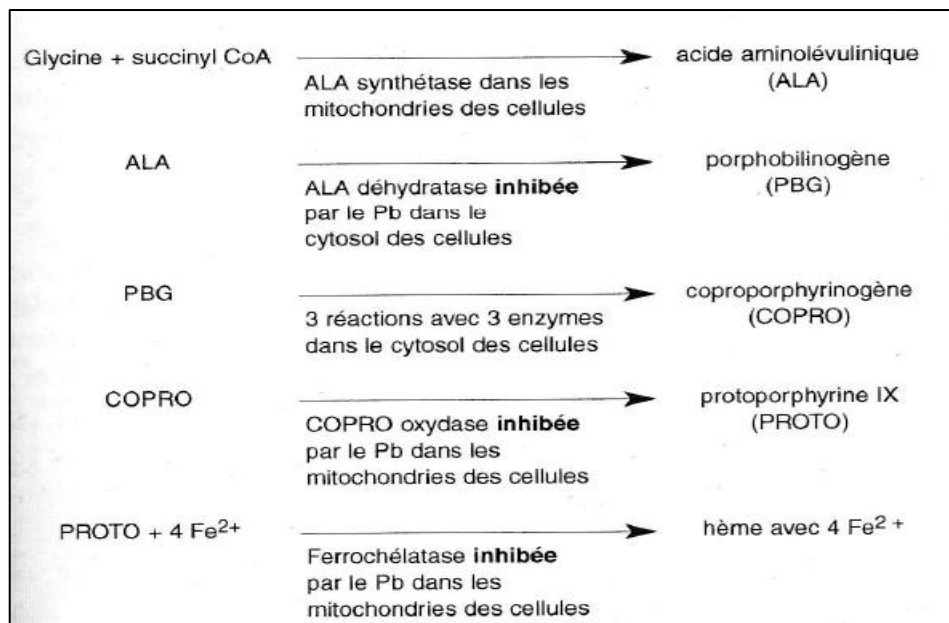 Glycine + succinyl CoA
acide aminolévulinique
(ALA)
ALA synthétase dans les
mitochondries des cellules
ALA
porphobilinogène
(PBG)
ALA déhydratase inhibée
par le Pb dans le
cytosol des cellules
PBG
coproporphyrinogène
(COPRO)
3 réactions avec 3 enzymes
dans le cytosol des cellules
COPRO
protoporphyrine IX
(PROTO)
COPRO oxydase inhibée
par le Pb dans les
mitochondries des cellules
PROTO + 4 Fe2+
hème avec 4 Fe2+
Ferrochélatase inhibée
par le Pb dans les
mitochondries des cellules